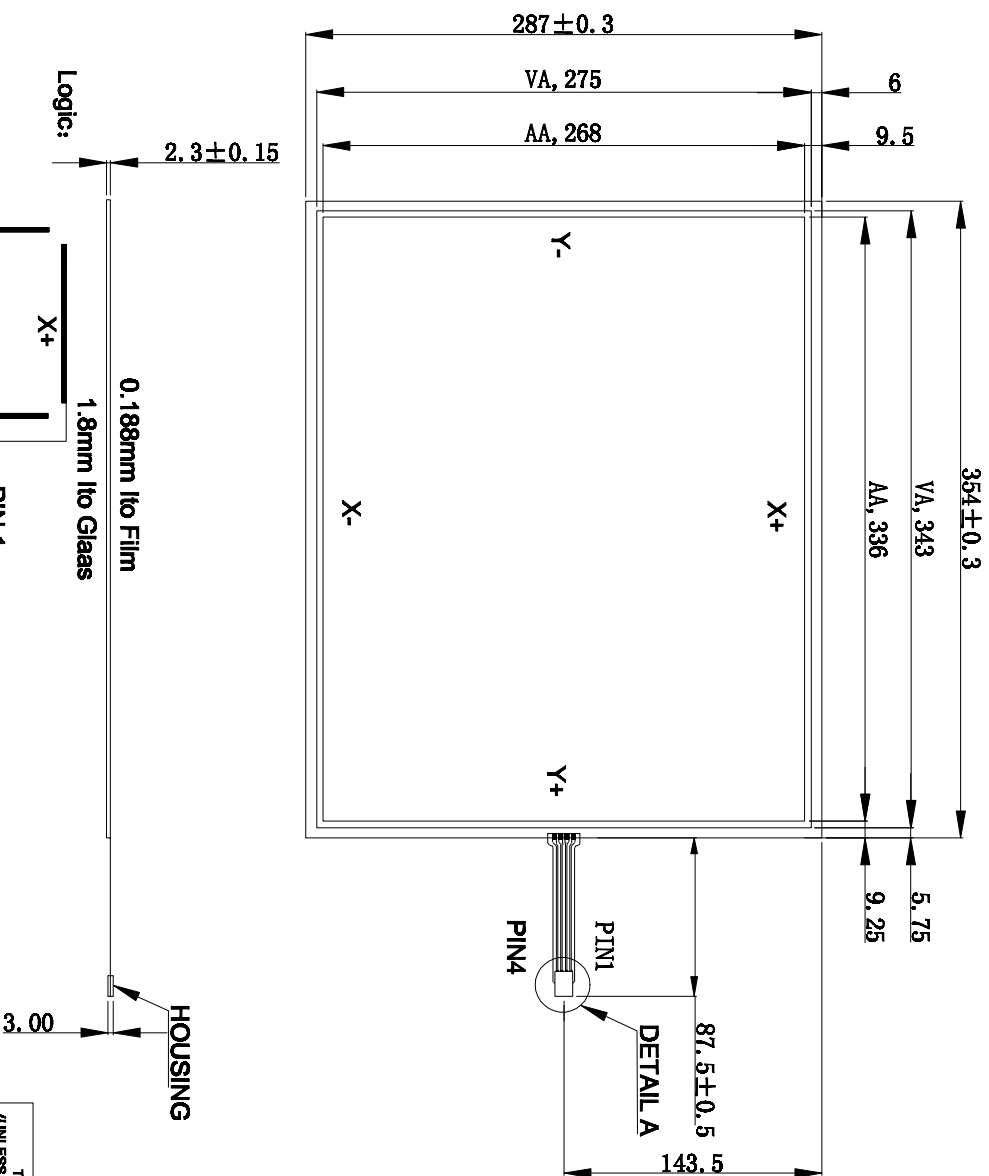 287±0.3
VA, 275
6
AA, 268
9.5
354±0.3
VA, 343
AA, 336
Y-
X+
X-
Y+
5.75
9.25
PIN1
PIN4
DETAIL A
87.5±0.5
143.5
Logic:
2.3±0.15
X+
0.188mm Ito Film
1.8mm Ito Glaas
HOUSING
3.00